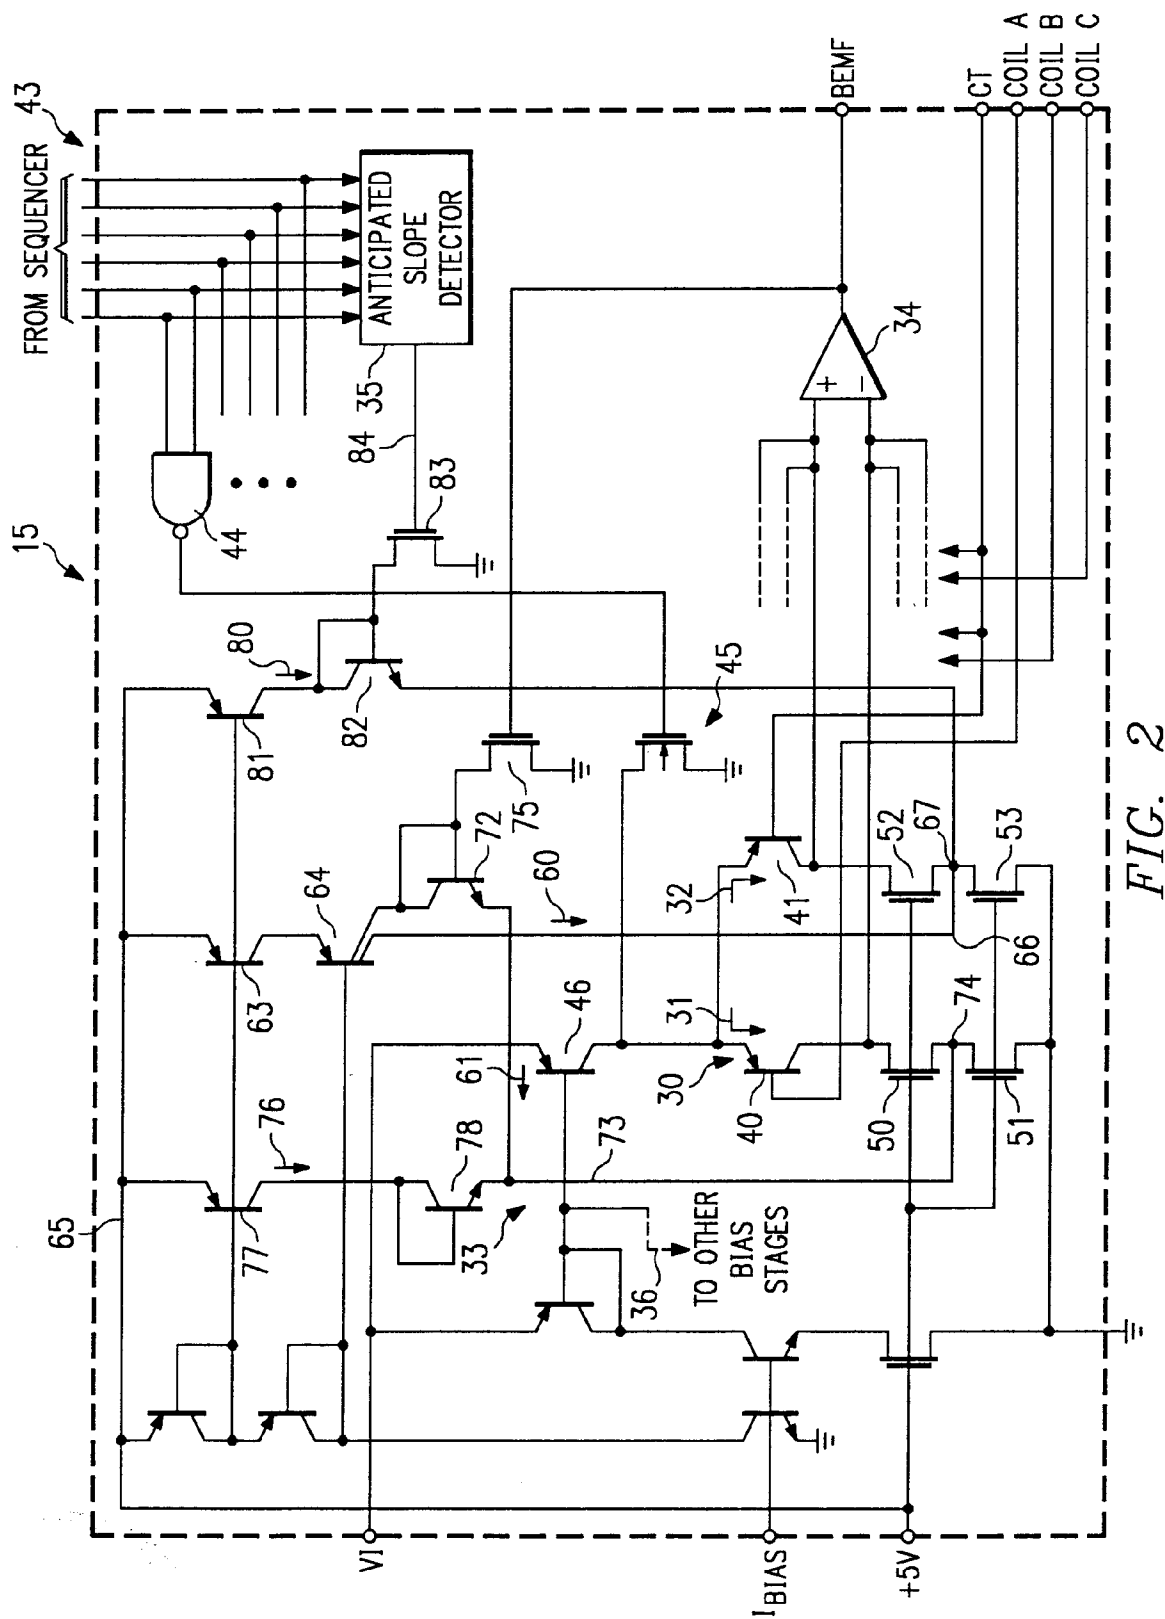 FROM SEQUENCER
43
15
ANTICIPATED
SLOPE
DETECTOR
35
84
44
83
80
81
82
BEMF
CT
COIL A
COIL B
COIL C
34
+
−
45
75
72
64
63
60
32
41
52
67
53
66
74
31
30
40
50
51
46
61
65
76
77
78
33
73
36
TO OTHER
BIAS
STAGES
VI
I BIAS
+5V
FIG. 2